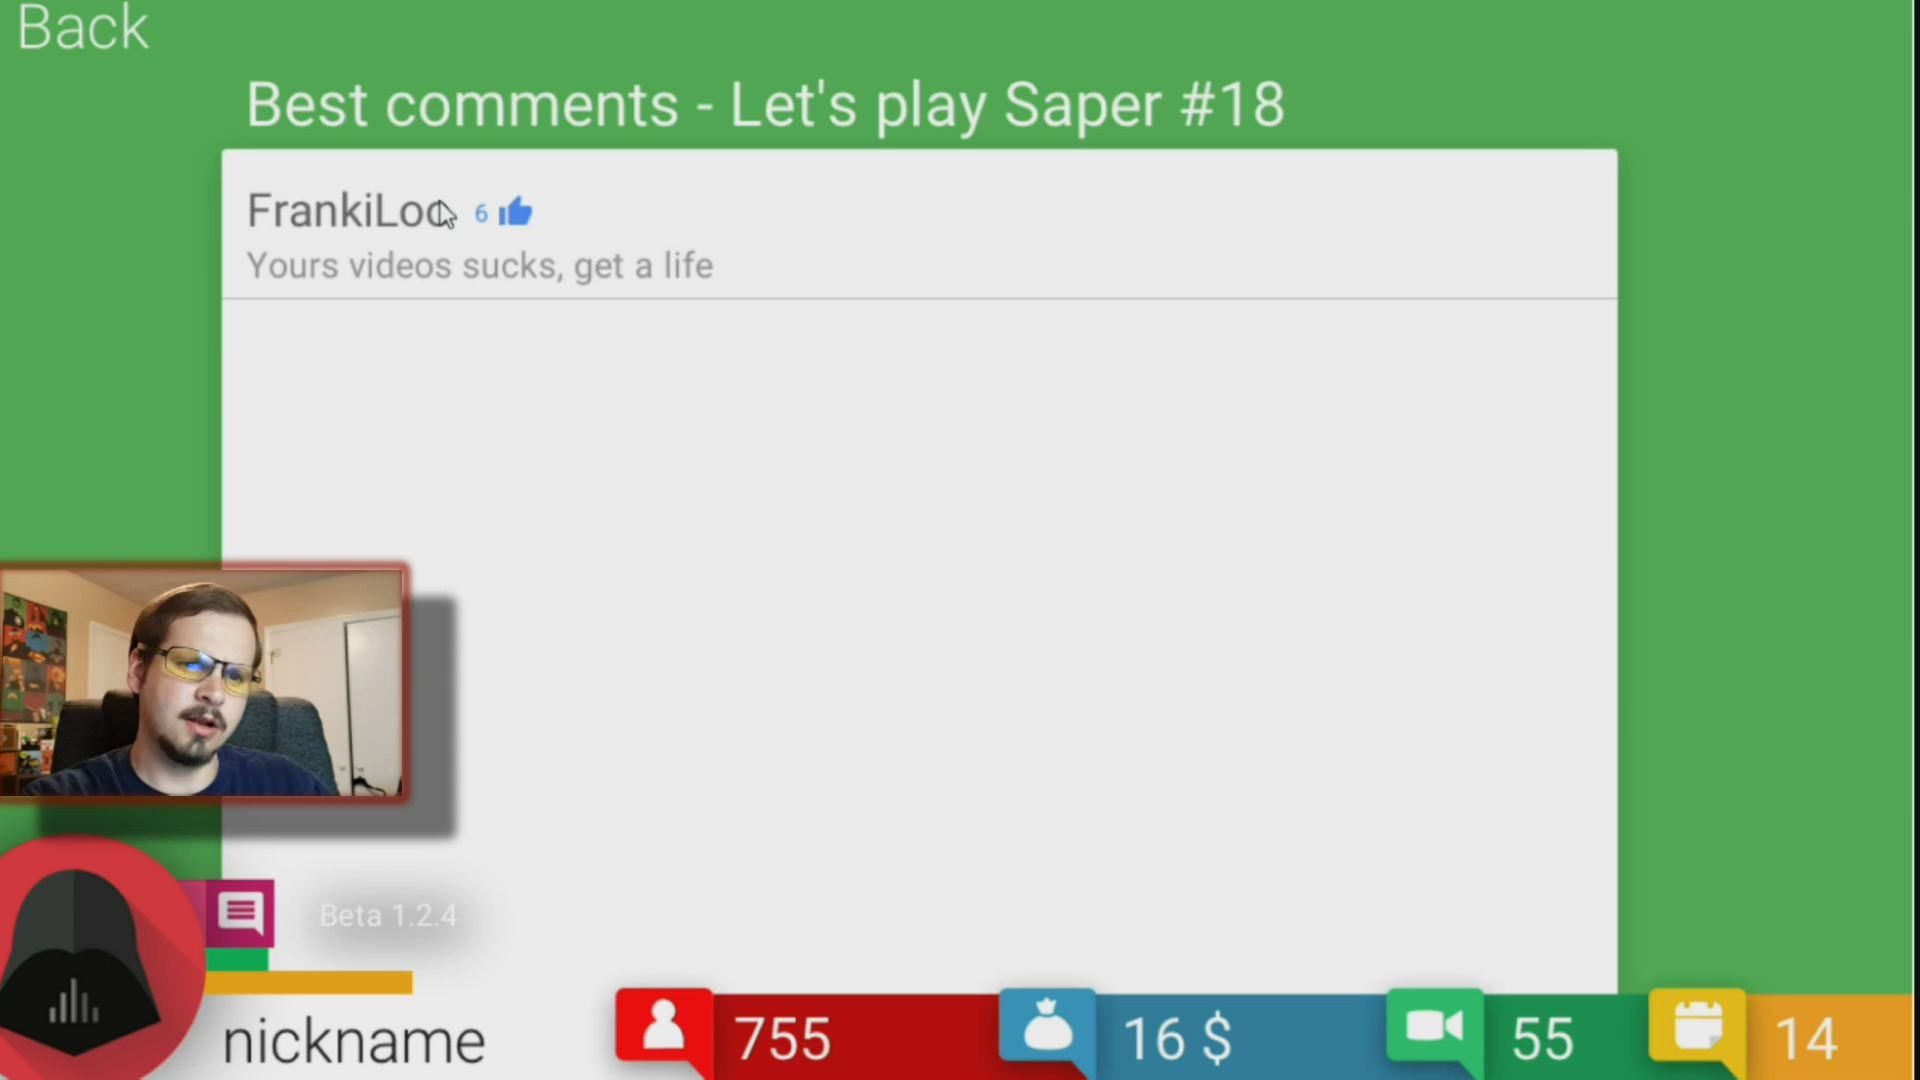 Back
Best comments - Let's play Saper #18
6
Yours videos sucks, get a life
Beta 1.2.4
nickname
755
16 $
55
14